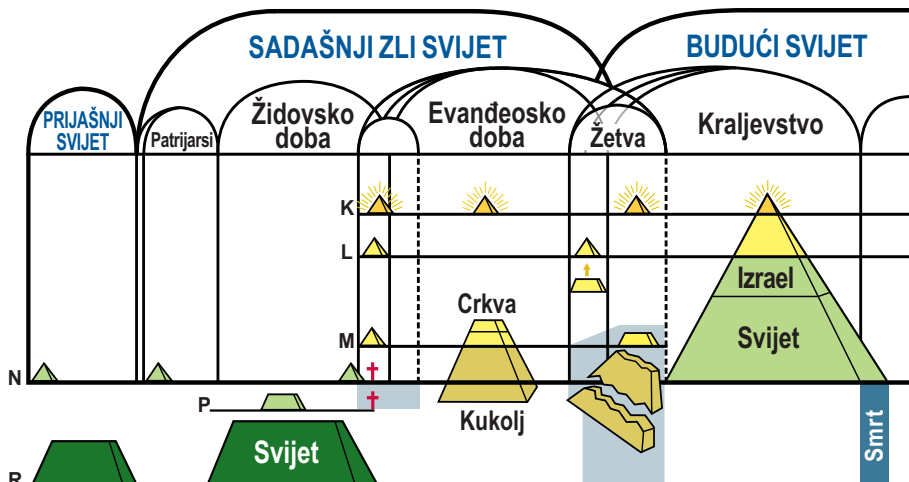 SADAŠNJI ZLI SVIJET
BUDUĆI SVIJET
PRIJAŠNJI
SVIJET
Patrijarsi
Židovsko
doba
Evanđeosko
doba
Žetva
Kraljevstvo
K
L
Izrael
Crkva
M
Svijet
N
P
Kukolj
Svijet
Smrt
R